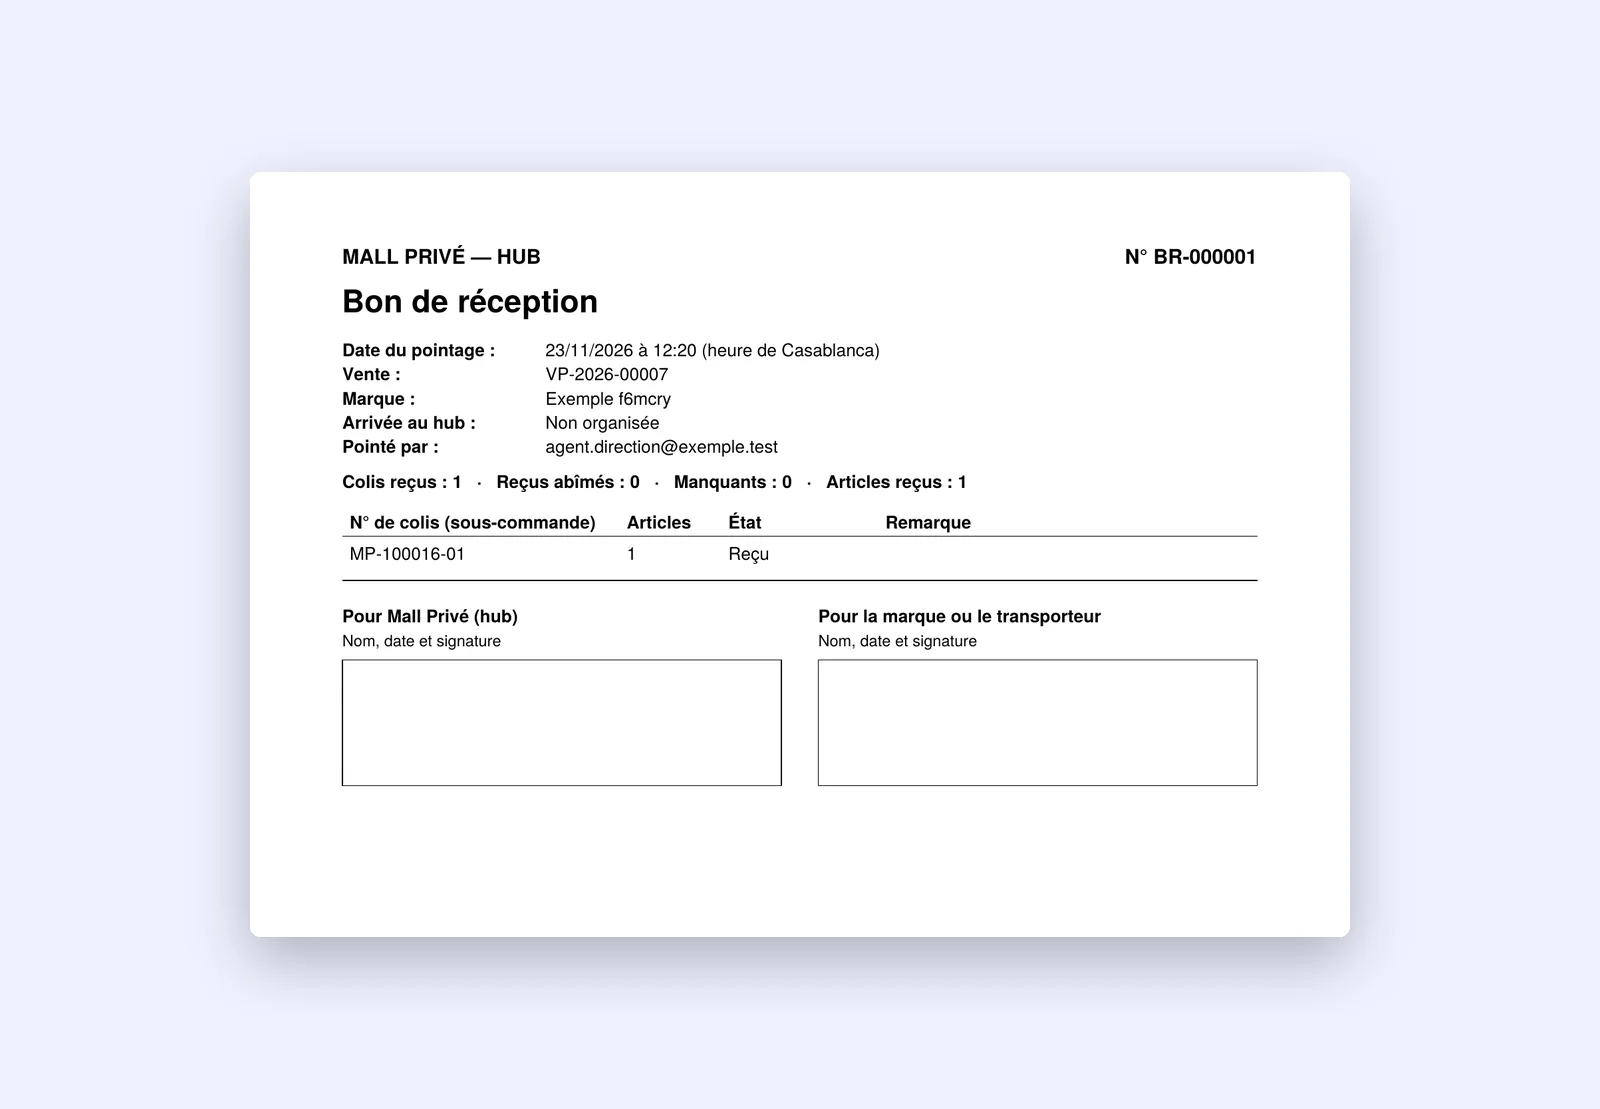 MALL PRIVÉ — HUB N° BR-000001
Bon de réception
Date du pointage : 23/11/2026 à 12:20 (heure de Casablanca)
Vente : VP-2026-00007
Marque : Exemple f6mcry
Arrivée au hub : Non organisée
Pointé par : agent.direction@exemple.test
Colis reçus : 1 · Reçus abîmés : 0 · Manquants : 0 · Articles reçus : 1
N° de colis (sous-commande) Articles État Remarque
MP-100016-01 1 Reçu
Pour Mall Privé (hub) Pour la marque ou le transporteur
Nom, date et signature Nom, date et signature